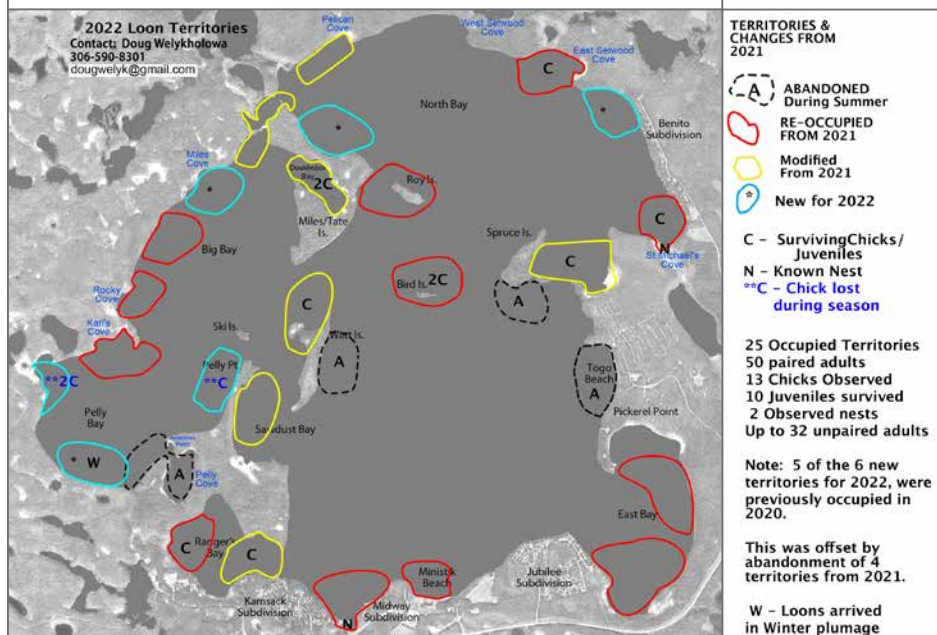 2022 Loon Territories
Contact: Doug Welykholowa
306-590-8301
dougwelyk@gmail.com
Pelican
Cove
West Selwood
Cove
East Selwood
Cove
C
North Bay
*
*
Benito
Subdivision
Miles
Cove
*
Bay
2C
Roy Is.
Miles/Tate
Is.
C
N
St Michael's
Cove
Big Bay
Spruce Is.
C
Rocky
Cove
Bird Is.
2C
A
C
Kan's
Cove
Ski Is.
Watt Is.
A
**2C
Pelly Pt
**C
Togo
Beach
A
Pelly
Bay
Sawdust Bay
Pickerel Point
* W
A
Pelly
Cove
East Bay
C
Ranger's
Bay
C
Ministik
Beach
Jubilee
Subdivision
Kamsack
Subdivision
Midway
Subdivision
N
TERRITORIES &
CHANGES FROM
2021
A
ABANDONED
During Summer
RE-OCCUPIED
FROM 2021
Modified
From 2021
*
New for 2022
C - SurvivingChicks/
Juveniles
N - Known Nest
**C - Chick lost
during season
25 Occupied Territories
50 paired adults
13 Chicks Observed
10 Juveniles survived
2 Observed nests
Up to 32 unpaired adults
Note: 5 of the 6 new
territories for 2022, were
previously occupied in
2020.
This was offset by
abandonment of 4
territories from 2021.
W - Loons arrived
in Winter plumage